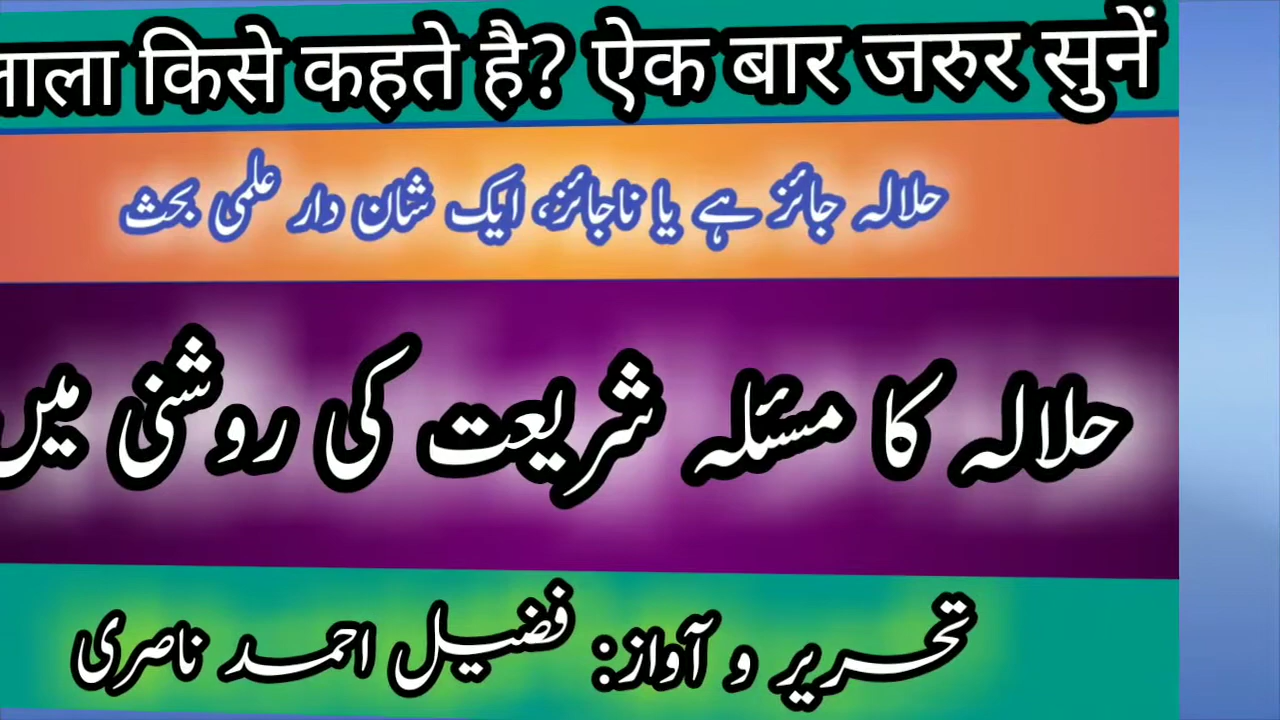 लाला किसे कहते है? ऐक बार जरुर सुनें
حلالہ جائز ہے یا ناجائز، ایک شان دار علمی بحث
حلالہ کا مسئلہ شریعت کی روشنی میں
تحریر و آواز: فضیل احمد ناصری